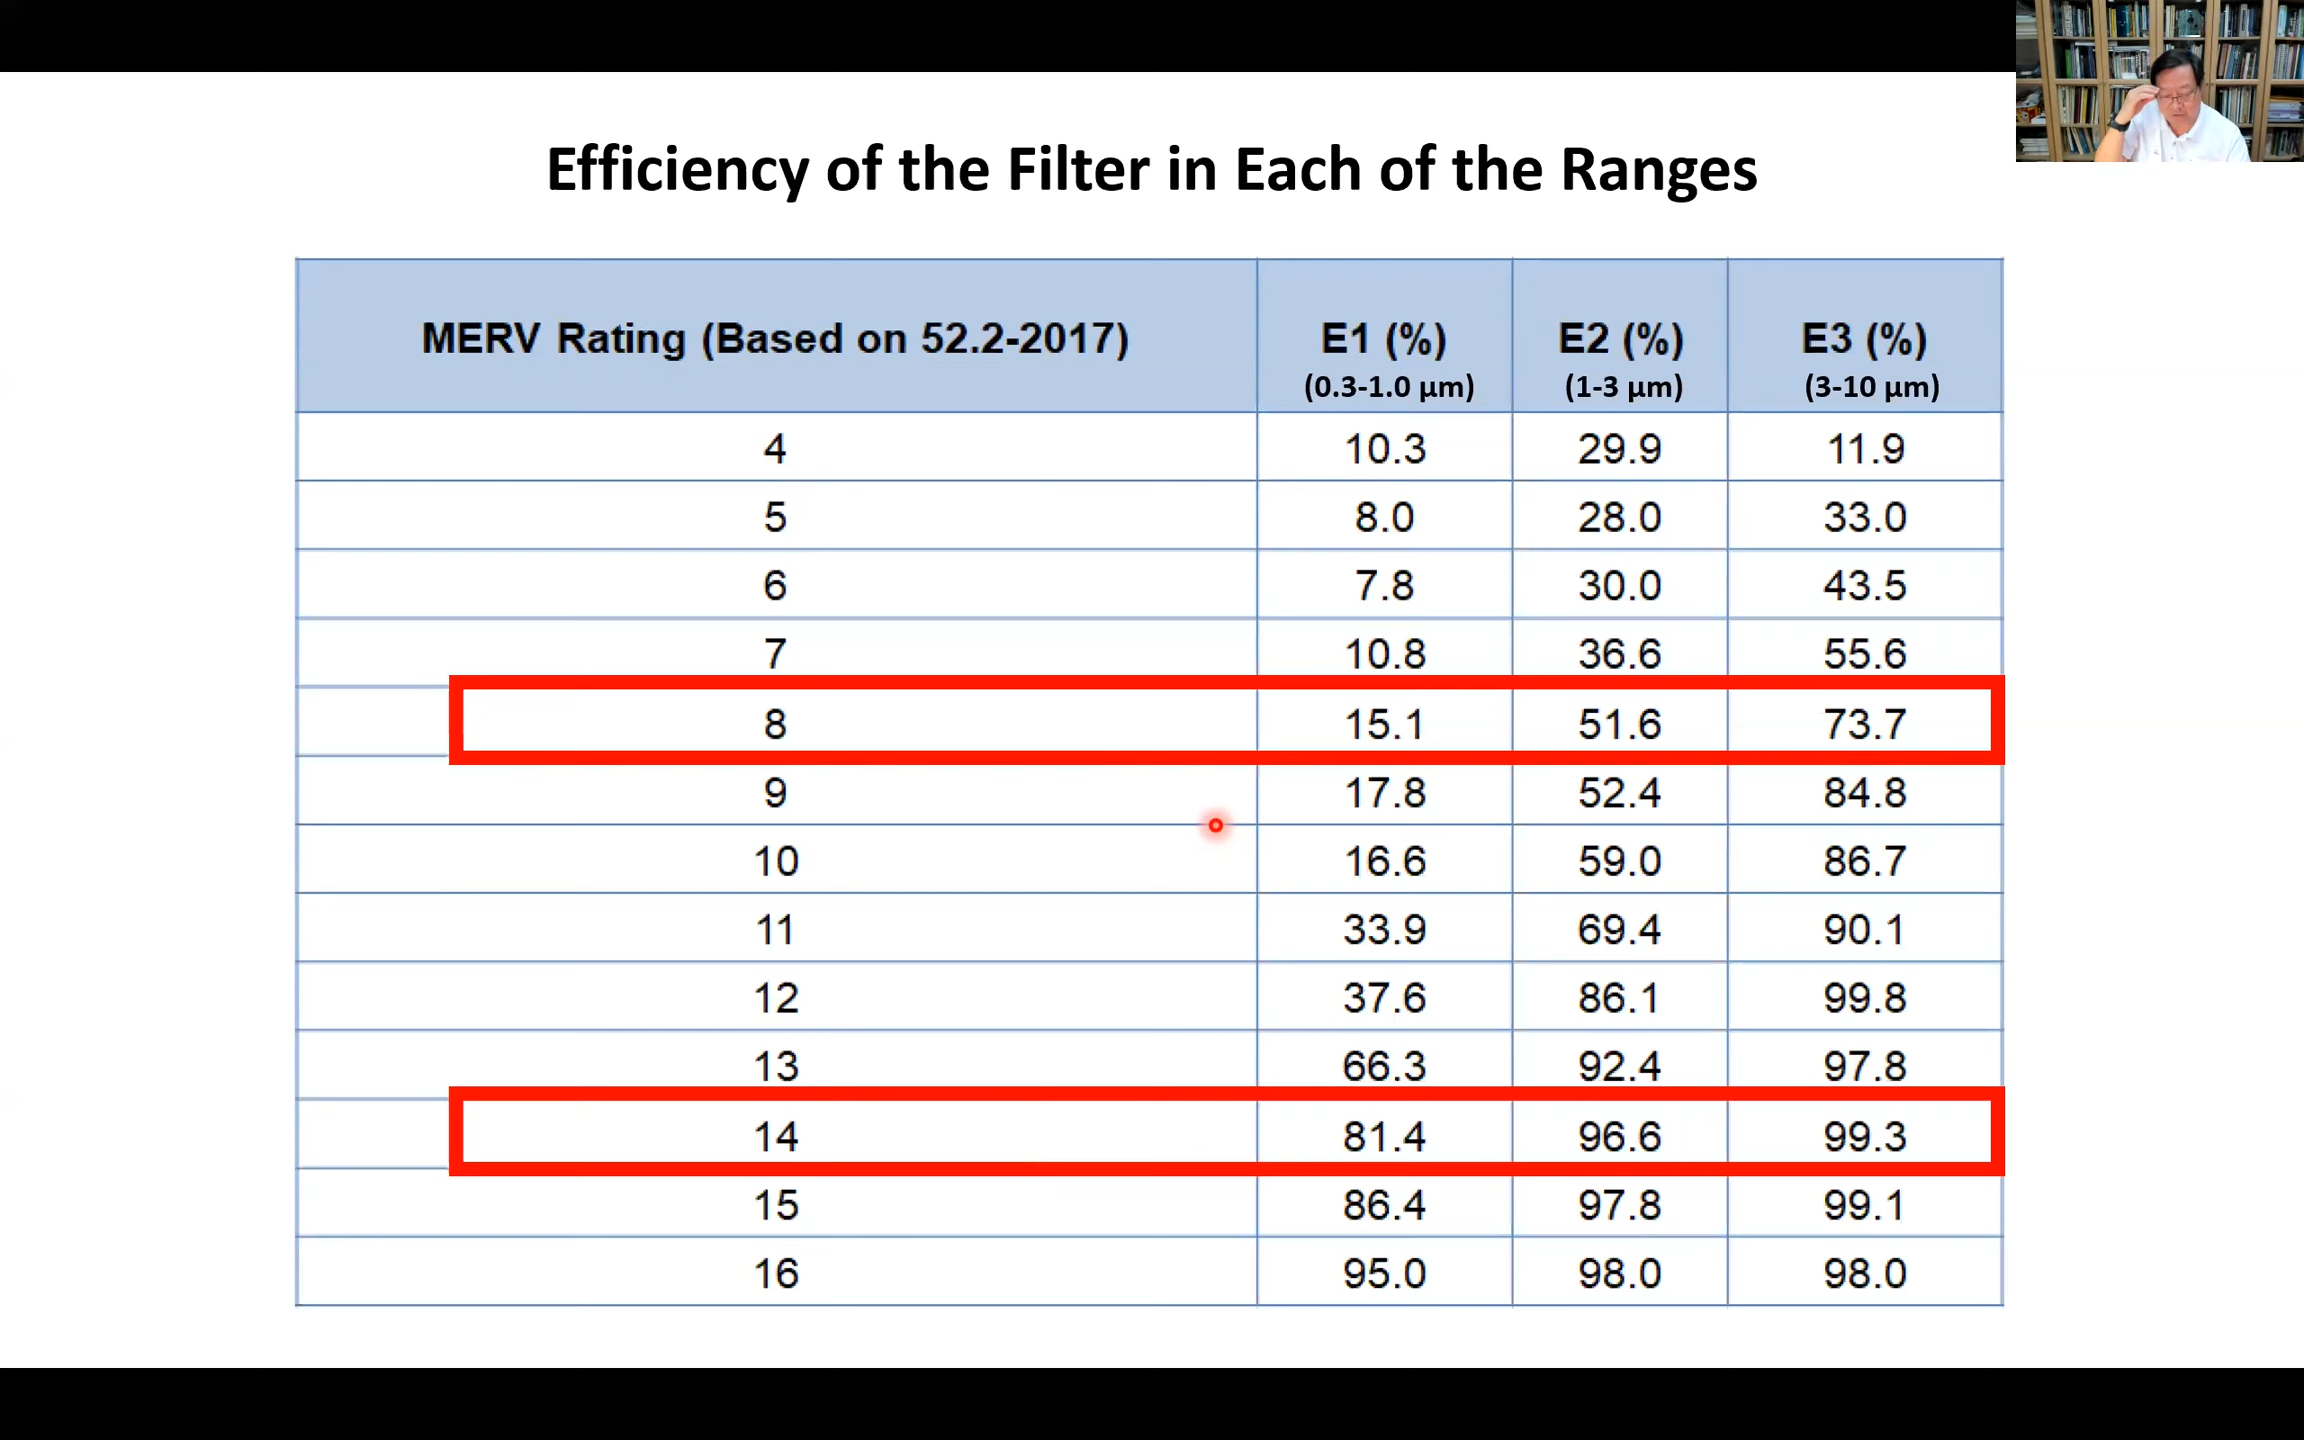 Efficiency of the Filter in Each of the Ranges
MERV Rating (Based on 52.2-2017) E1 (%) E2 (%) E3 (%)
(0.3-1.0 μm) (1-3 μm) (3-10 μm)
4 10.3 29.9 11.9
5 8.0 28.0 33.0
6 7.8 30.0 43.5
7 10.8 36.6 55.6
8 15.1 51.6 73.7
9 17.8 52.4 84.8
10 16.6 59.0 86.7
11 33.9 69.4 90.1
12 37.6 86.1 99.8
13 66.3 92.4 97.8
14 81.4 96.6 99.3
15 86.4 97.8 99.1
16 95.0 98.0 98.0